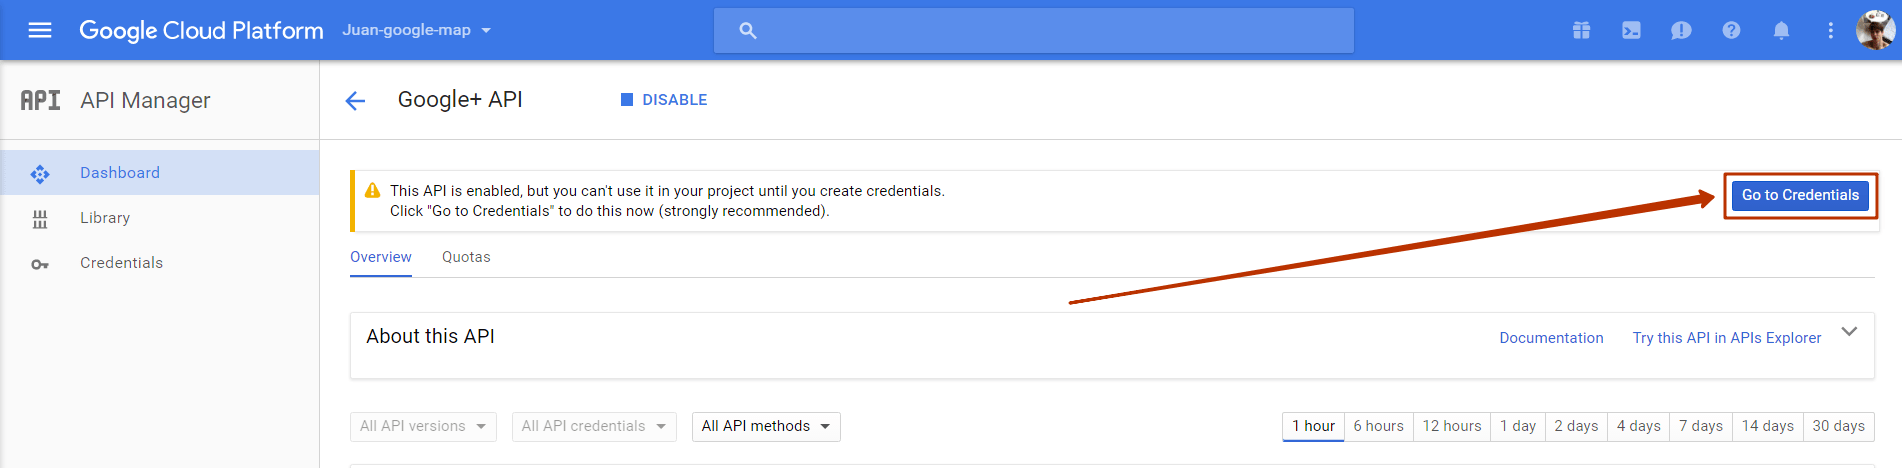 Google Cloud Platform Juan-google-map
API API Manager
Google+ API DISABLE
Dashboard
Library
Credentials
This API is enabled, but you can't use it in your project until you create credentials.
Click "Go to Credentials" to do this now (strongly recommended).
Go to Credentials
Overview Quotas
About this API
Documentation Try this API in APIs Explorer
All API versions All API credentials All API methods
1 hour 6 hours 12 hours 1 day 2 days 4 days 7 days 14 days 30 days